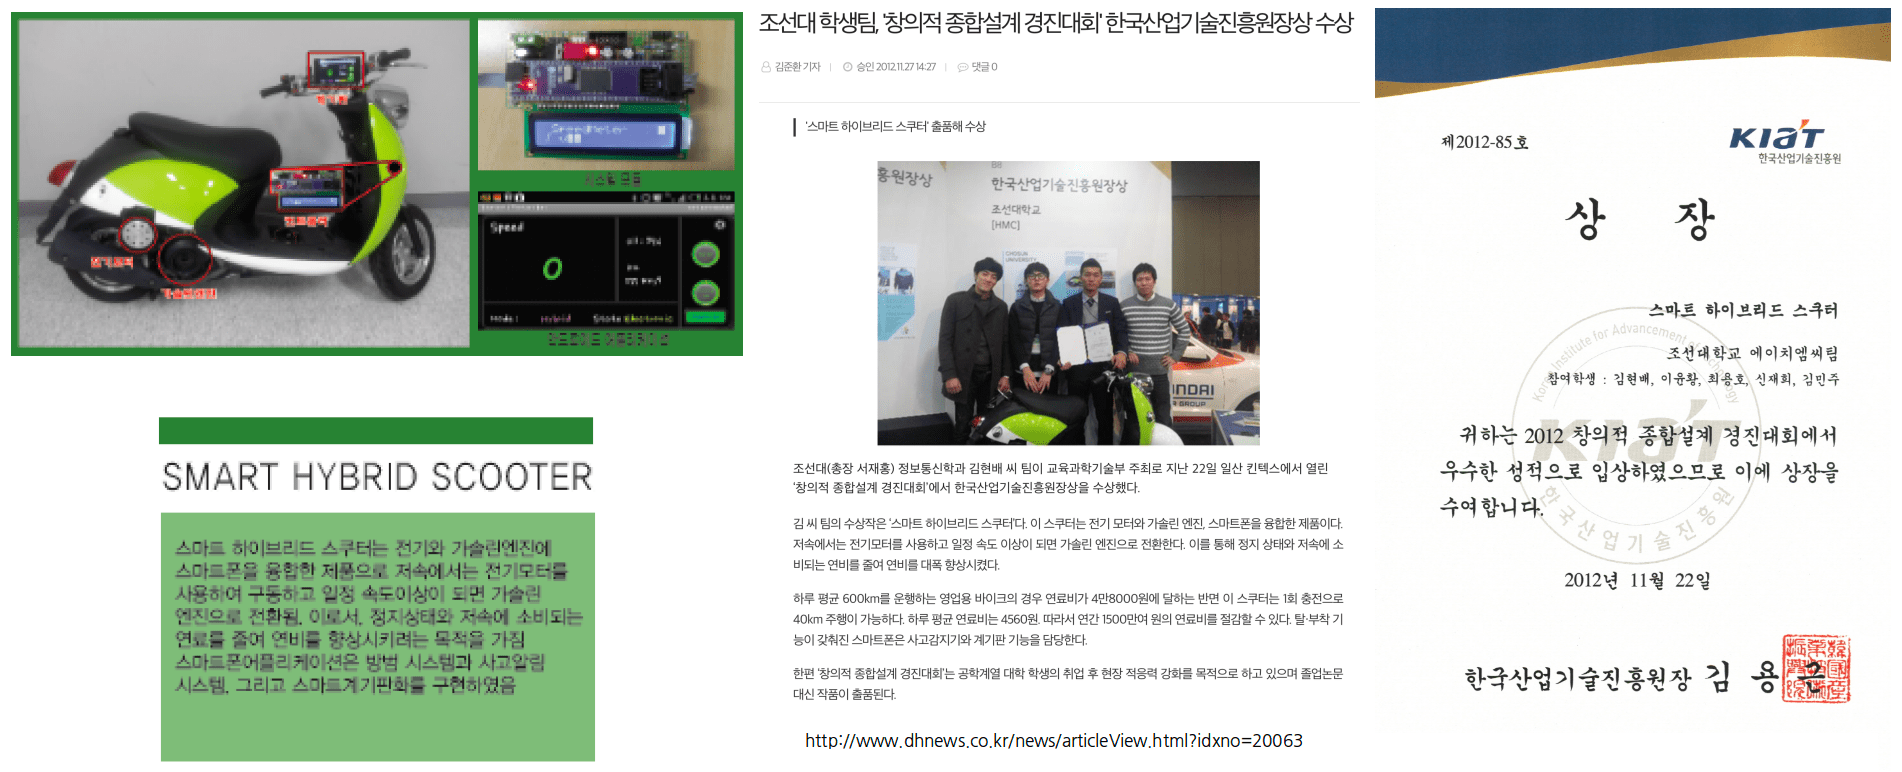 전기모터
가솔린엔진
Speed
0
Mode :
Hybrid
SMART HYBRID SCOOTER
스마트 하이브리드 스쿠터는 전기와 가솔린엔진에
스마트폰을 융합한 제품으로 저속에서는 전기모터를
사용하여 구동하고 일정 속도이상이 되면 가솔린
엔진으로 전환됨. 이로서, 정지상태와 저속에 소비되는
연료를 줄여 연비를 향상시키려는 목적을 가짐
스마트폰어플리케이션은 방범 시스템과 사고알림
시스템, 그리고 스마트계기판화를 구현하였음
조선대 학생팀, '창의적 종합설계 경진대회' 한국산업기술진흥원장상 수상
김준환 기자
승인 2012.11.27 14:27
댓글 0
'스마트 하이브리드 스쿠터' 출품해 수상
흥원장상
한국산업기술진흥원장상
조선대학교
[HMC]
CHOSUN
UNIVERSITY
조선대(총장 서재홍) 정보통신학과 김현배 씨 팀이 교육과학기술부 주최로 지난 22일 일산 킨텍스에서 열린
'창의적 종합설계 경진대회'에서 한국산업기술진흥원장상을 수상했다.
김 씨 팀의 수상작은 '스마트 하이브리드 스쿠터'다. 이 스쿠터는 전기 모터와 가솔린 엔진, 스마트폰을 융합한 제품이다.
저속에서는 전기모터를 사용하고 일정 속도 이상이 되면 가솔린 엔진으로 전환한다. 이를 통해 정지 상태와 저속에 소
비되는 연비를 줄여 연비를 대폭 향상시켰다.
하루 평균 600km를 운행하는 영업용 바이크의 경우 연료비가 4만8000원에 달하는 반면 이 스쿠터는 1회 충전으로
40km 주행이 가능하다. 하루 평균 연료비는 4560원. 따라서 연간 1500만여 원의 연료비를 절감할 수 있다. 탈·부착 기
능이 갖춰진 스마트폰은 사고감지기와 계기판 기능을 담당한다.
한편 '창의적 종합설계 경진대회'는 공학계열 대학 학생의 취업 후 현장 적응력 강화를 목적으로 하고 있으며 졸업논문
대신 작품이 출품된다.
http://www.dhnews.co.kr/news/articleView.html?idxno=20063
제2012-85호
KIAT
한국산업기술진흥원
상 장
스마트 하이브리드 스쿠터
조선대학교 에이치엠씨팀
참여학생 : 김현배, 이윤황, 최용호, 신재희, 김민주
귀하는 2012 창의적 종합설계 경진대회에서
우수한 성적으로 입상하였으므로 이에 상장을
수여합니다.
Korea Institute for Advancement of Technology
KIAT
한국산업기술진흥원
2012년 11월 22일
한국산업기술진흥원장 김 용 근